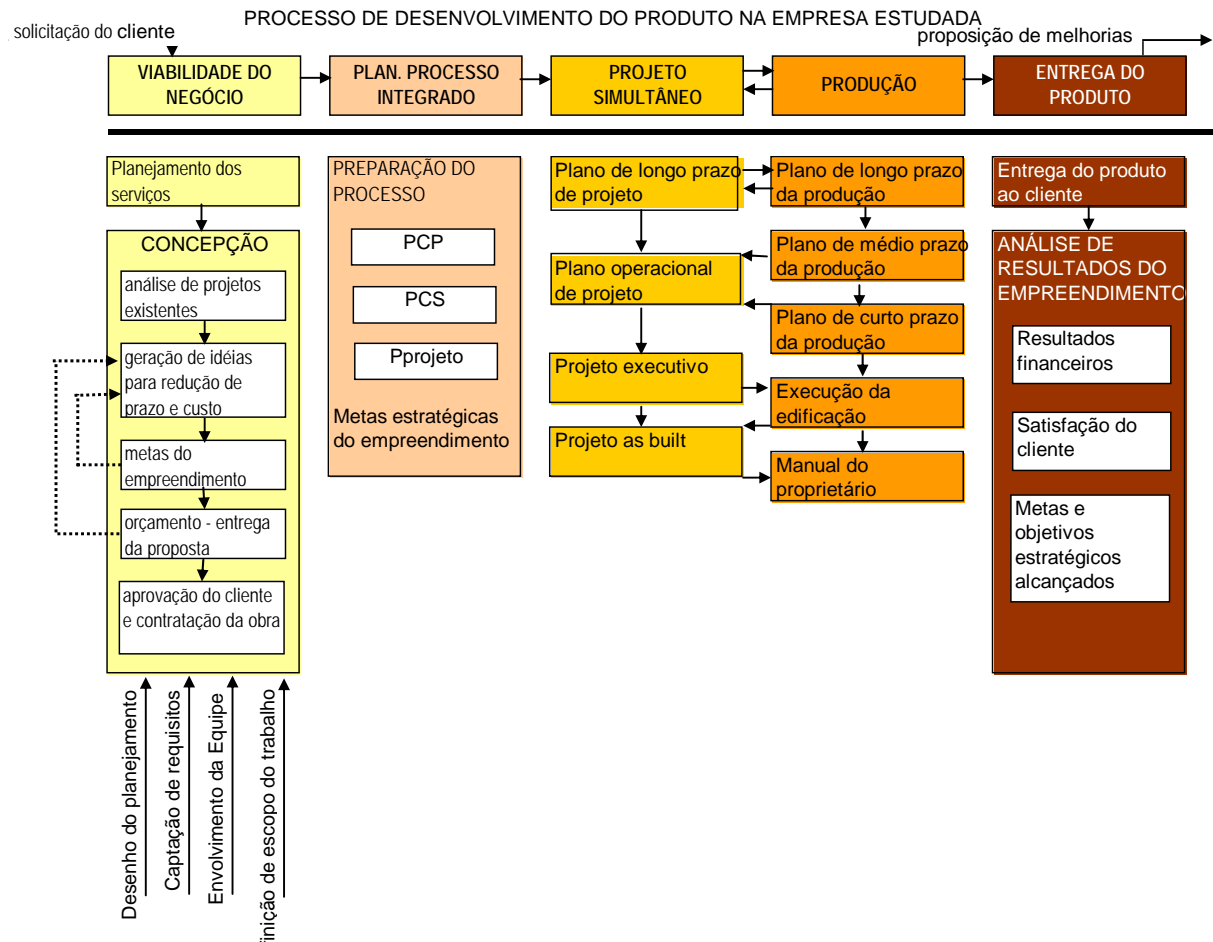 PROCESSO DE DESENVOLVIMENTO DO PRODUTO NA EMPRESA ESTUDADA
solicitação do cliente
proposição de melhorias
VIABILIDADE DO
NEGÓCIO
PLAN. PROCESSO
INTEGRADO
PROJETO
SIMULTÂNEO
PRODUÇÃO
ENTREGA DO
PRODUTO
Planejamento dos
serviços
CONCEPÇÃO
análise de projetos
existentes
geração de idéias
para redução de
prazo e custo
metas do
empreendimento
orçamento - entrega
da proposta
aprovação do cliente
e contratação da obra
Desenho do planejamento
Captação de requisitos
Envolvimento da Equipe
finição de escopo do trabalho
PREPARAÇÃO DO
PROCESSO
PCP
PCS
Pprojeto
Metas estratégicas
do empreendimento
Plano de longo prazo
de projeto
Plano operacional
de projeto
Projeto executivo
Projeto as built
Plano de longo prazo
da produção
Plano de médio prazo
da produção
Plano de curto prazo
da produção
Execução da
edificação
Manual do
proprietário
Entrega do produto
ao cliente
ANÁLISE DE
RESULTADOS DO
EMPREENDIMENTO
Resultados
financeiros
Satisfação do
cliente
Metas e
objetivos
estratégicos
alcançados